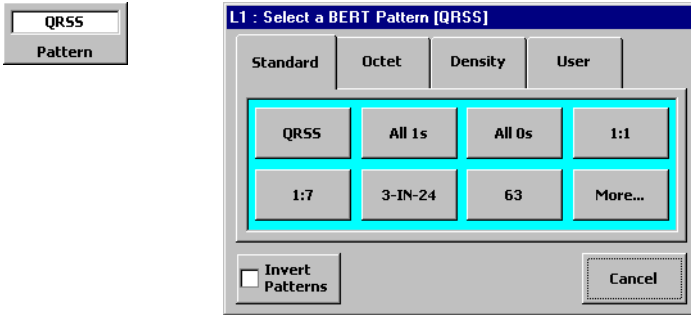 QRSS
Pattern
L1 : Select a BERT Pattern [QRSS]
Standard Octet Density User
QRSS All 1s All 0s 1:1
1:7 3-IN-24 63 More...
Invert
Patterns
Cancel